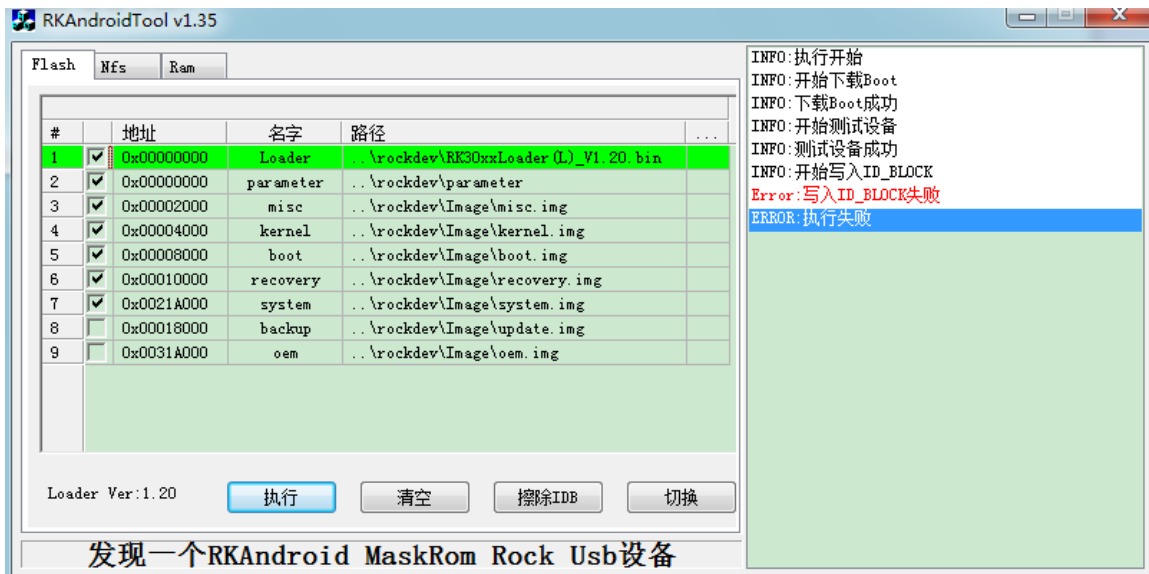 RKAndroidTool v1.35
Flash Nfs Ram
# 地址 名字 路径 ...
1 0x00000000 Loader ..\rockdev\RK30xxLoader(L)_V1.20.bin
2 0x00000000 parameter ..\rockdev\parameter
3 0x00002000 misc ..\rockdev\Image\misc.img
4 0x00004000 kernel ..\rockdev\Image\kernel.img
5 0x00008000 boot ..\rockdev\Image\boot.img
6 0x00010000 recovery ..\rockdev\Image\recovery.img
7 0x0021A000 system ..\rockdev\Image\system.img
8 0x00018000 backup ..\rockdev\Image\update.img
9 0x0031A000 oem ..\rockdev\Image\oem.img
Loader Ver:1.20 执行 清空 擦除IDB 切换
发现一个RKAndroid MaskRom Rock Usb设备
INFO:执行开始
INFO:开始下载Boot
INFO:下载Boot成功
INFO:开始测试设备
INFO:测试设备成功
INFO:开始写入ID_BLOCK
Error:写入ID_BLOCK失败
ERROR:执行失败